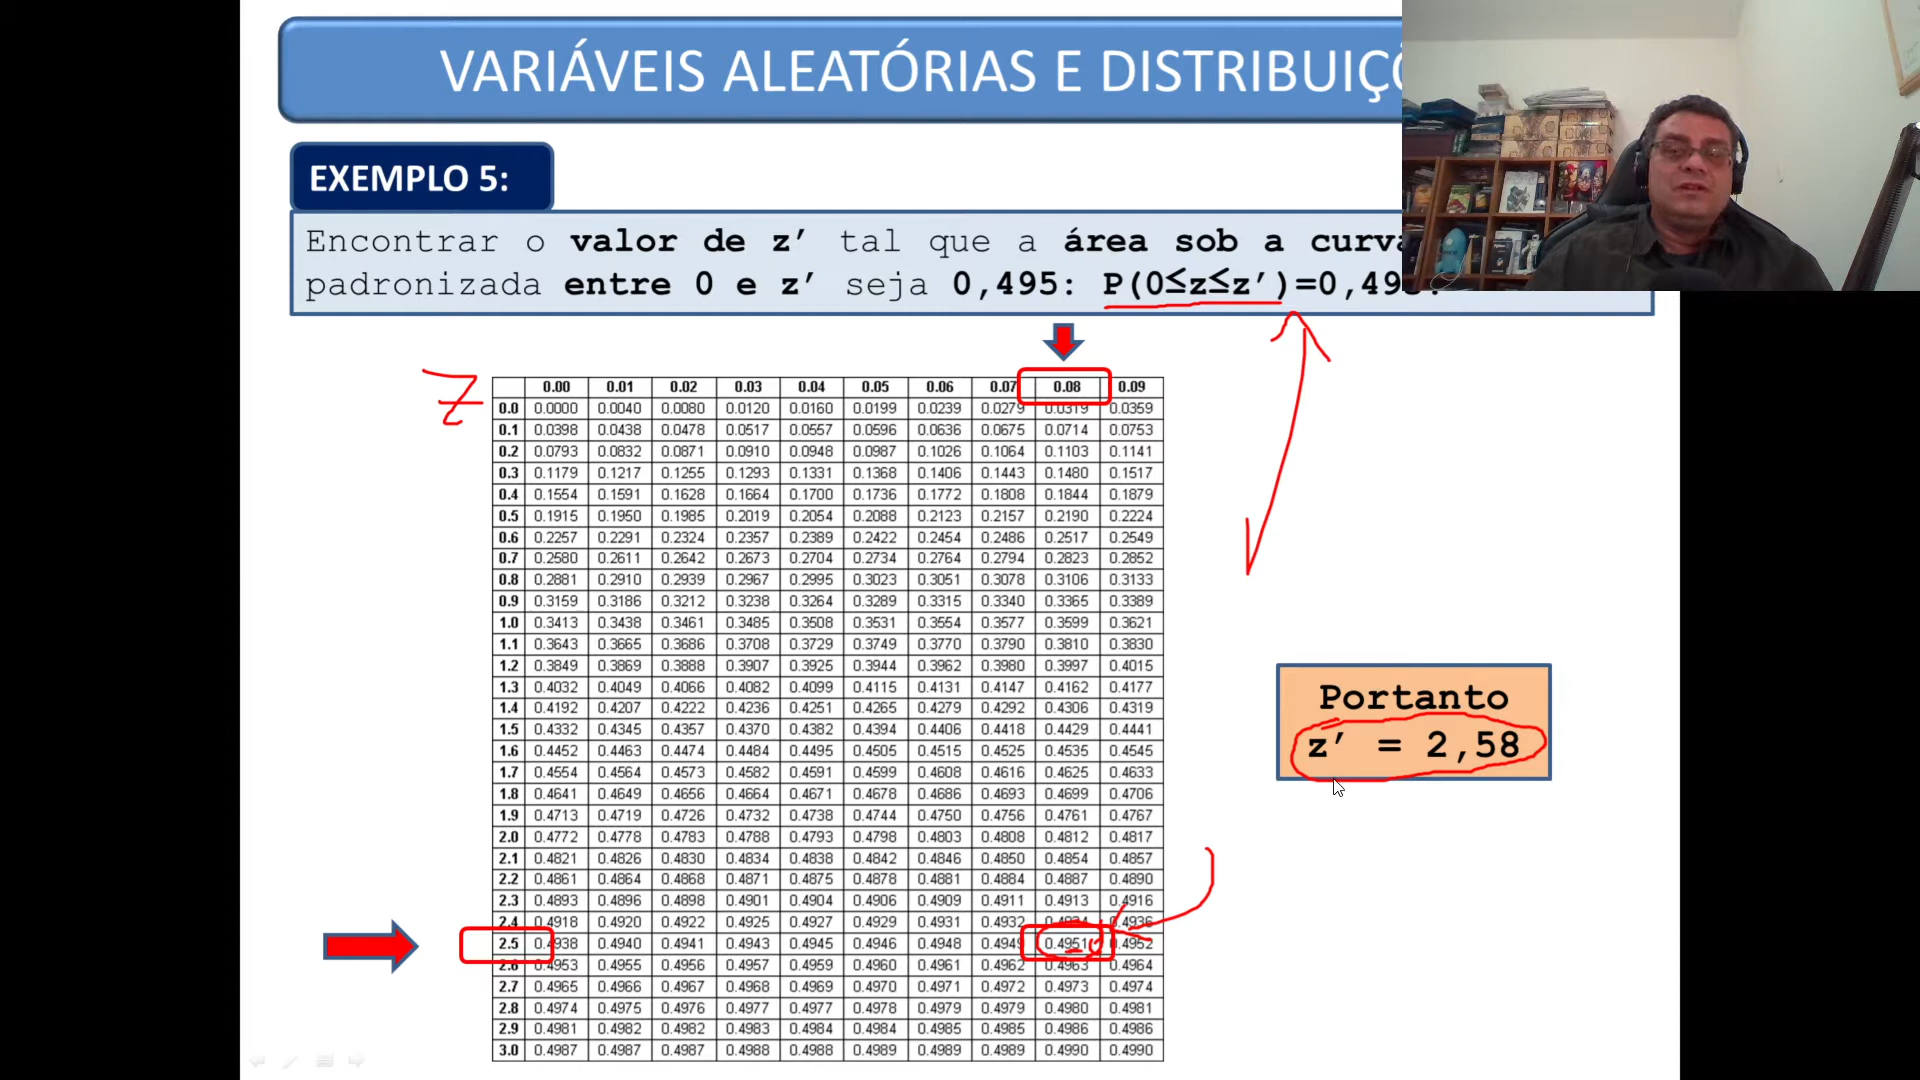 VARIÁVEIS ALEATÓRIAS E DISTRIBUIÇÕ
EXEMPLO 5:
Encontrar o valor de z’ tal que a área sob a curva
padronizada entre 0 e z’ seja 0,495: P(0≤z≤z’)=0,495.
Z
0.00 0.01 0.02 0.03 0.04 0.05 0.06 0.07 0.08 0.09
0.0 0.0000 0.0040 0.0080 0.0120 0.0160 0.0199 0.0239 0.0279 0.0319 0.0359
0.1 0.0398 0.0438 0.0478 0.0517 0.0557 0.0596 0.0636 0.0675 0.0714 0.0753
0.2 0.0793 0.0832 0.0871 0.0910 0.0948 0.0987 0.1026 0.1064 0.1103 0.1141
0.3 0.1179 0.1217 0.1255 0.1293 0.1331 0.1368 0.1406 0.1443 0.1480 0.1517
0.4 0.1554 0.1591 0.1628 0.1664 0.1700 0.1736 0.1772 0.1808 0.1844 0.1879
0.5 0.1915 0.1950 0.1985 0.2019 0.2054 0.2088 0.2123 0.2157 0.2190 0.2224
0.6 0.2257 0.2291 0.2324 0.2357 0.2389 0.2422 0.2454 0.2486 0.2517 0.2549
0.7 0.2580 0.2611 0.2642 0.2673 0.2704 0.2734 0.2764 0.2794 0.2823 0.2852
0.8 0.2881 0.2910 0.2939 0.2967 0.2995 0.3023 0.3051 0.3078 0.3106 0.3133
0.9 0.3159 0.3186 0.3212 0.3238 0.3264 0.3289 0.3315 0.3340 0.3365 0.3389
1.0 0.3413 0.3438 0.3461 0.3485 0.3508 0.3531 0.3554 0.3577 0.3599 0.3621
1.1 0.3643 0.3665 0.3686 0.3708 0.3729 0.3749 0.3770 0.3790 0.3810 0.3830
1.2 0.3849 0.3869 0.3888 0.3907 0.3925 0.3944 0.3962 0.3980 0.3997 0.4015
1.3 0.4032 0.4049 0.4066 0.4082 0.4099 0.4115 0.4131 0.4147 0.4162 0.4177
1.4 0.4192 0.4207 0.4222 0.4236 0.4251 0.4265 0.4279 0.4292 0.4306 0.4319
1.5 0.4332 0.4345 0.4357 0.4370 0.4382 0.4394 0.4406 0.4418 0.4429 0.4441
1.6 0.4452 0.4463 0.4474 0.4484 0.4495 0.4505 0.4515 0.4525 0.4535 0.4545
1.7 0.4554 0.4564 0.4573 0.4582 0.4591 0.4599 0.4608 0.4616 0.4625 0.4633
1.8 0.4641 0.4649 0.4656 0.4664 0.4671 0.4678 0.4686 0.4693 0.4699 0.4706
1.9 0.4713 0.4719 0.4726 0.4732 0.4738 0.4744 0.4750 0.4756 0.4761 0.4767
2.0 0.4772 0.4778 0.4783 0.4788 0.4793 0.4798 0.4803 0.4808 0.4812 0.4817
2.1 0.4821 0.4826 0.4830 0.4834 0.4838 0.4842 0.4846 0.4850 0.4854 0.4857
2.2 0.4861 0.4864 0.4868 0.4871 0.4875 0.4878 0.4881 0.4884 0.4887 0.4890
2.3 0.4893 0.4896 0.4898 0.4901 0.4904 0.4906 0.4909 0.4911 0.4913 0.4916
2.4 0.4918 0.4920 0.4922 0.4925 0.4927 0.4929 0.4931 0.4932 0.4934 0.4936
2.5 0.4938 0.4940 0.4941 0.4943 0.4945 0.4946 0.4948 0.4949 0.4951 0.4952
2.6 0.4953 0.4955 0.4956 0.4957 0.4959 0.4960 0.4961 0.4962 0.4963 0.4964
2.7 0.4965 0.4966 0.4967 0.4968 0.4969 0.4970 0.4971 0.4972 0.4973 0.4974
2.8 0.4974 0.4975 0.4976 0.4977 0.4977 0.4978 0.4979 0.4979 0.4980 0.4981
2.9 0.4981 0.4982 0.4982 0.4983 0.4984 0.4984 0.4985 0.4985 0.4986 0.4986
3.0 0.4987 0.4987 0.4987 0.4988 0.4988 0.4989 0.4989 0.4989 0.4990 0.4990
Portanto
z’ = 2,58